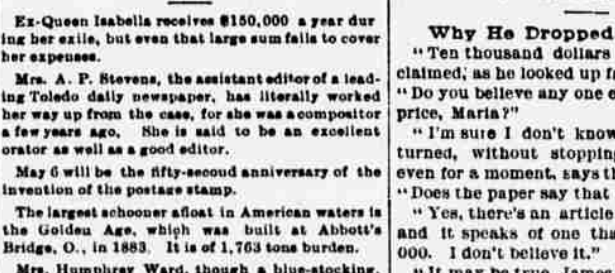 Ex-Queen Isabella receives $150,000 a year dur
ing her exile, but even that large sum fails to cover
her expenses.
Mrs. A. P. Stevens, the assistant editor of a lead-
ing Toledo daily newspaper, has literally worked
her way up from the case, for she was a compositor
a few years ago. She is said to be an excellent
orator as well as a good editor.
May 6 will be the fifty-second anniversary of the
invention of the postage stamp.
The largest schooner afloat in American waters is
the Golden Age, which was built at Abbott's
Bridge, O., in 1883. It is of 1,763 tons burden.
Mrs. Humphrey Ward, though a blue-stocking,
Why He Dropped
"Ten thousand dollars
claimed, as he looked up
"Do you believe any one
price, Maria?"
"I'm sure I don't know
turned, without stopping
even for a moment, says
"Does the paper say that
"Yes, there's an article
and it speaks of one
000. I don't believe it."
"It may be true, James